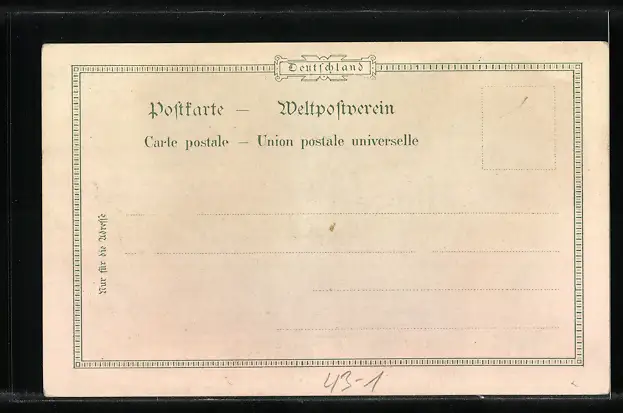 Deutschland
Postkarte — Weltpostverein
Carte postale — Union postale universelle
Nur für die Adresse
43-1